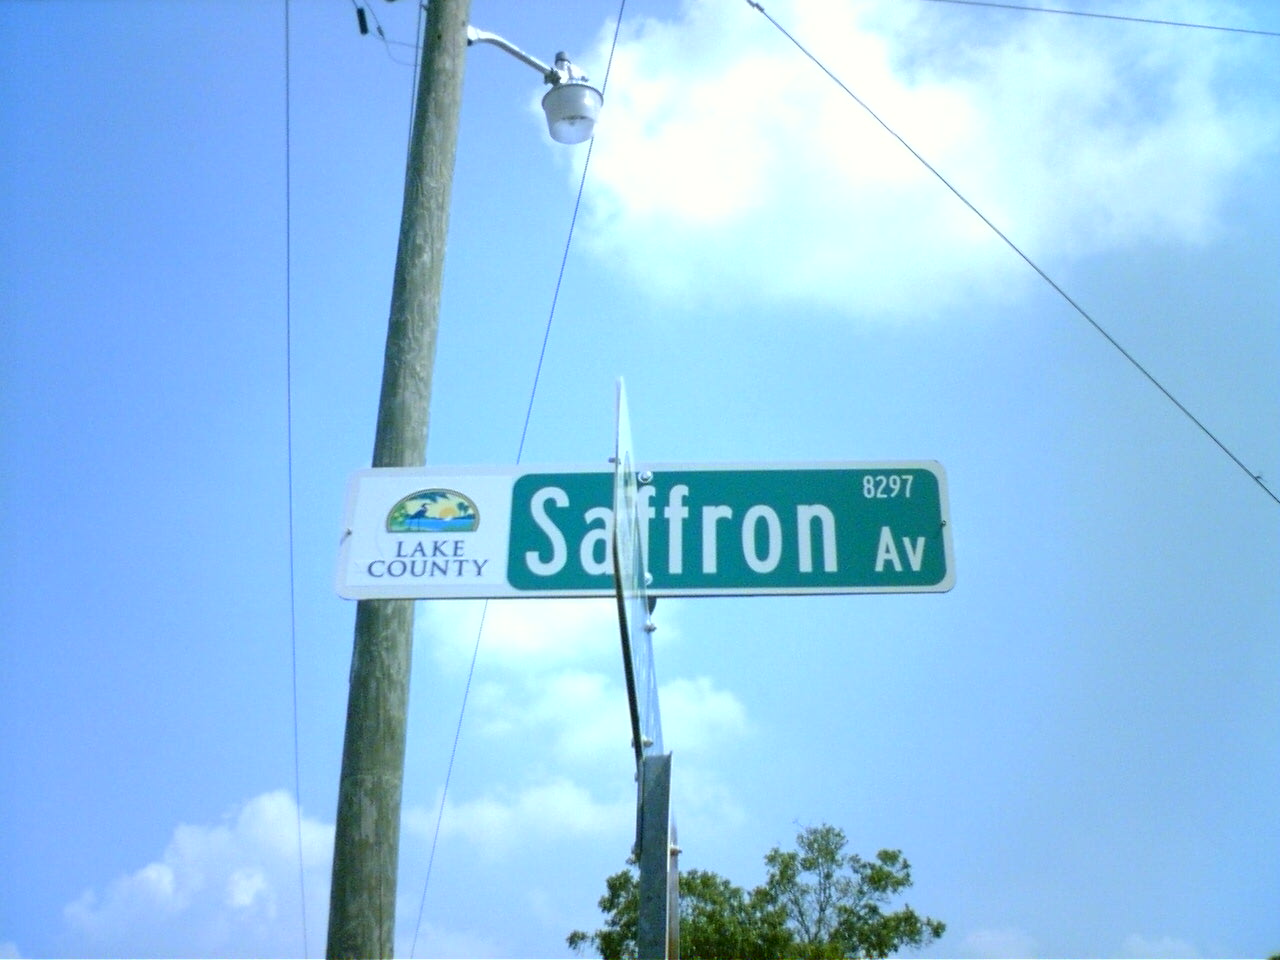 LAKE
COUNTY
Saffron Av
8297